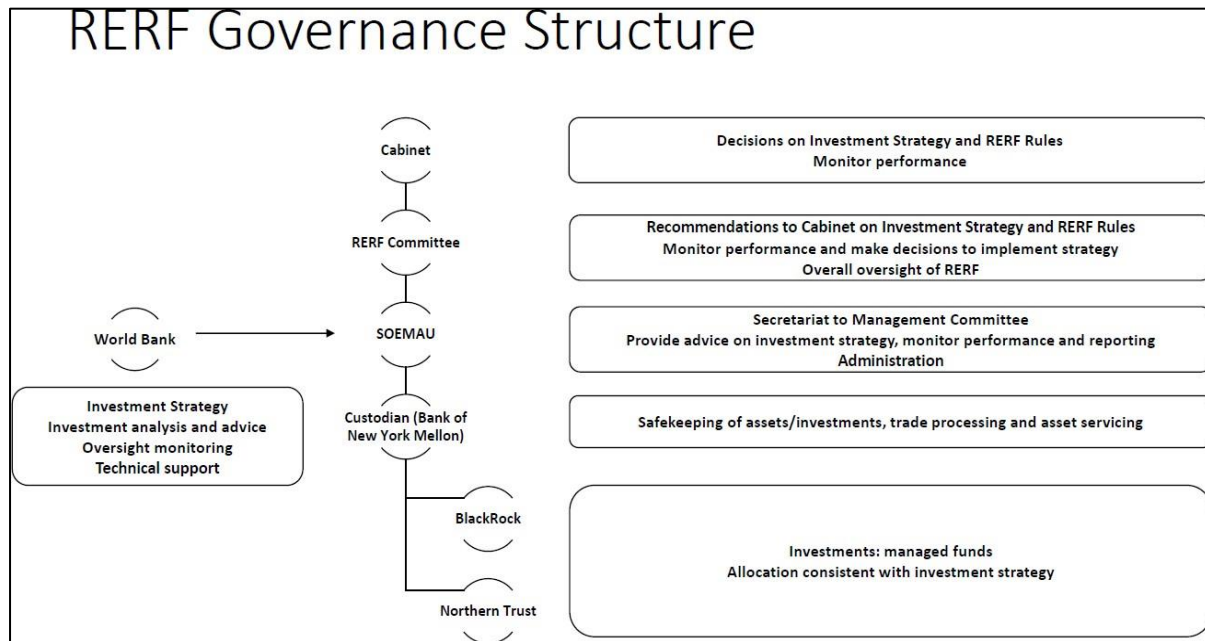 RERF Governance Structure
Cabinet
Decisions on Investment Strategy and RERF Rules
Monitor performance
RERF Committee
Recommendations to Cabinet on Investment Strategy and RERF Rules
Monitor performance and make decisions to implement strategy
Overall oversight of RERF
World Bank
SOEMAU
Secretariat to Management Committee
Provide advice on investment strategy, monitor performance and reporting
Administration
Investment Strategy
Investment analysis and advice
Oversight monitoring
Technical support
Custodian (Bank of
New York Mellon)
Safekeeping of assets/investments, trade processing and asset servicing
BlackRock
Northern Trust
Investments: managed funds
Allocation consistent with investment strategy